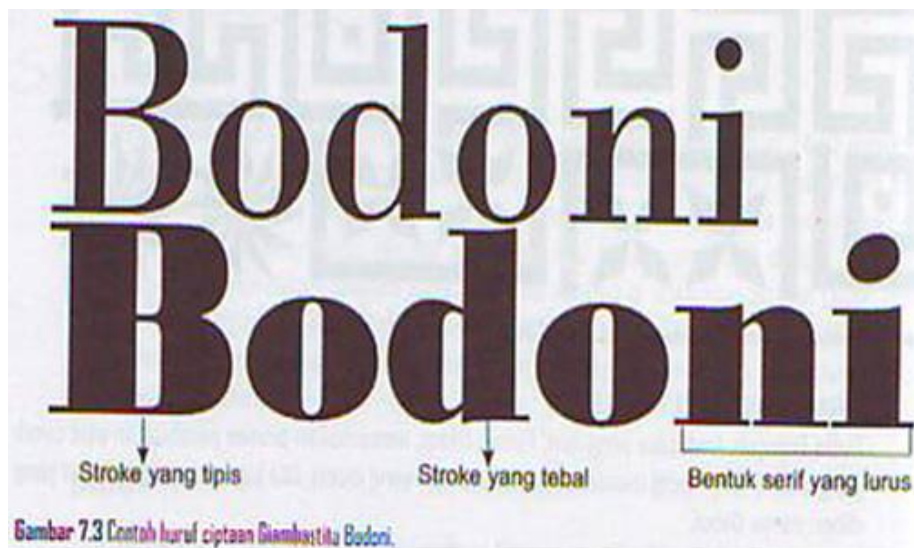 Bodoni
Bodoni
Stroke yang tipis Stroke yang tebal Bentuk serif yang lurus
Gambar 7.3 Contoh huruf ciptaan Giambastita Bodoni.